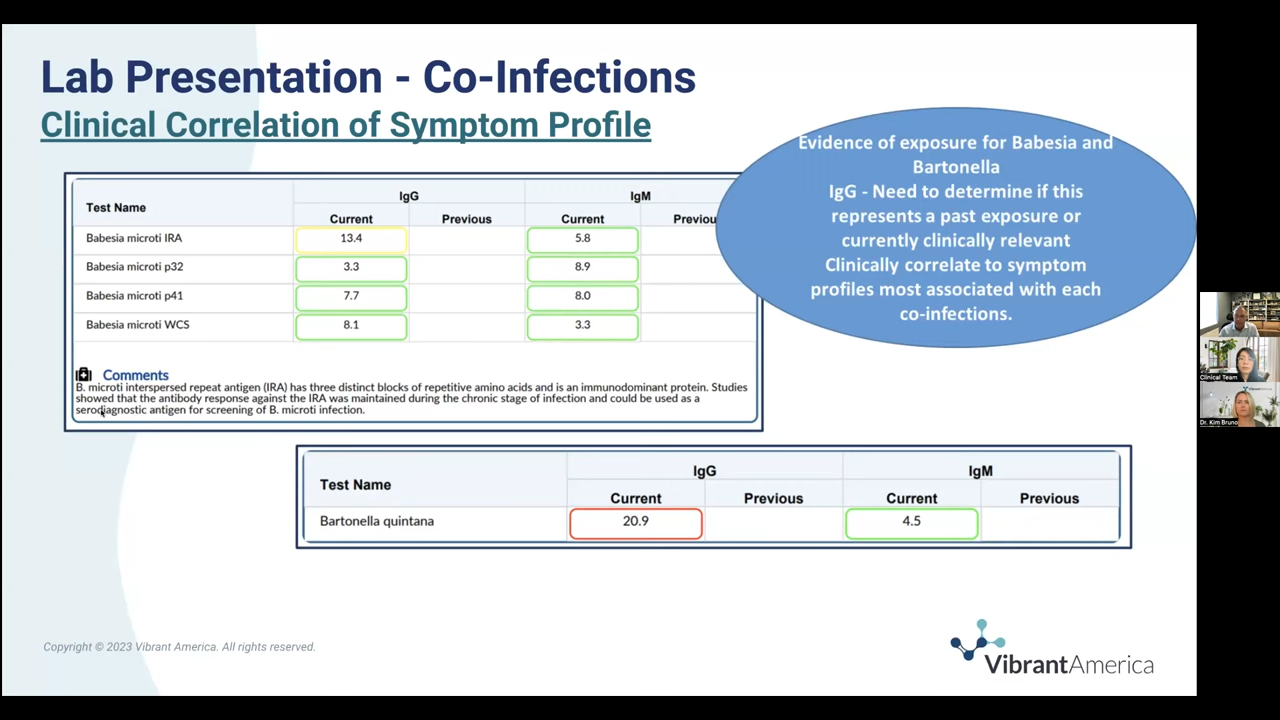 Lab Presentation - Co-Infections
Clinical Correlation of Symptom Profile
Evidence of exposure for Babesia and
Bartonella
IgG - Need to determine if this
represents a past exposure or
currently clinically relevant
Clinically correlate to symptom
profiles most associated with each
co-infections.
Test Name IgG IgM
Current Previous Current
Babesia microti IRA 13.4 5.8
Babesia microti p32 3.3 8.9
Babesia microti p41 7.7 8.0
Babesia microti WCS 8.1 3.3
Comments
B. microti interspersed repeat antigen (IRA) has three distinct blocks of repetitive amino acids and is an immunodominant protein. Studies
showed that the antibody response against the IRA was maintained during the chronic stage of infection and could be used as a
serodiagnostic antigen for screening of B. microti infection.
Test Name IgG IgM
Current Previous Current Previous
Bartonella quintana 20.9 4.5
Copyright © 2023 Vibrant America. All rights reserved.
VibrantAmerica
Clinical Team
Dr. Kim Bruno